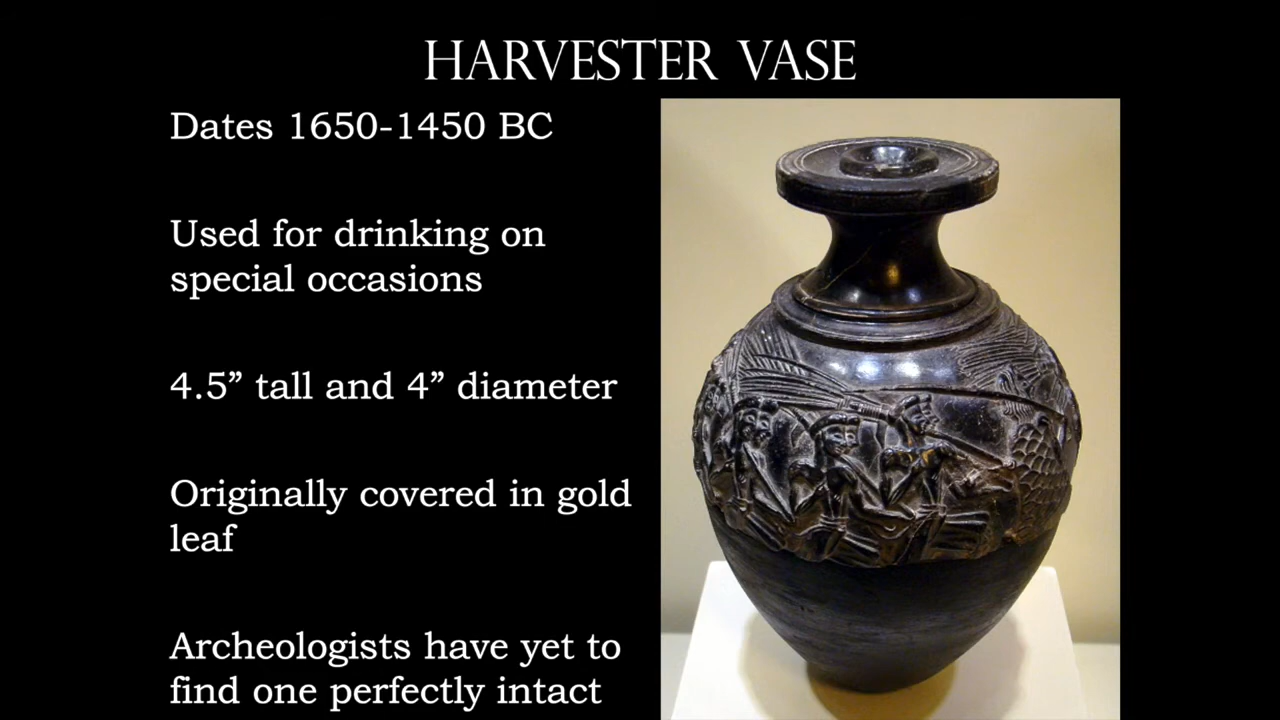 HARVESTER VASE
Dates 1650-1450 BC
Used for drinking on
special occasions
4.5” tall and 4” diameter
Originally covered in gold
leaf
Archeologists have yet to
find one perfectly intact